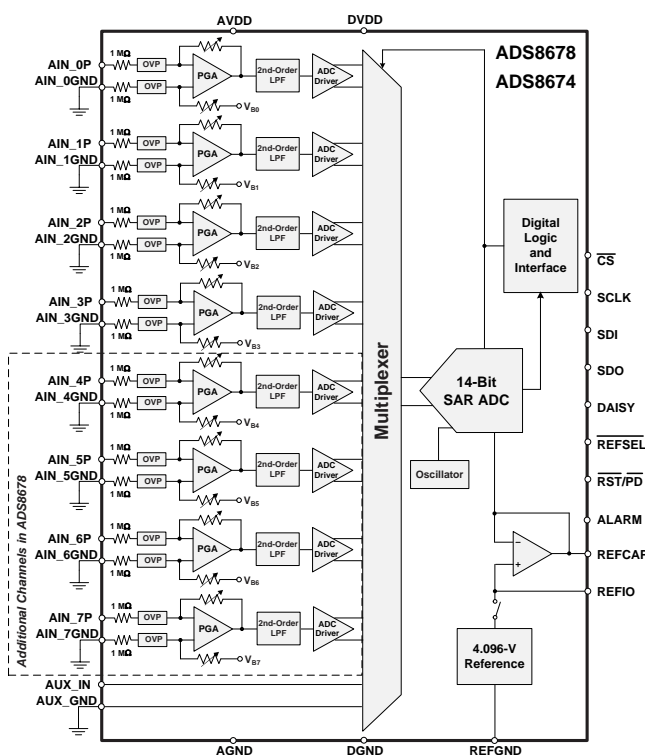 AVDD
DVDD
ADS8678
ADS8674
AIN_0P
AIN_0GND
1 MΩ
OVP
OVP
1 MΩ
PGA
VB0
2nd-Order
LPF
ADC
Driver
AIN_1P
AIN_1GND
1 MΩ
OVP
OVP
1 MΩ
PGA
VB1
2nd-Order
LPF
ADC
Driver
AIN_2P
AIN_2GND
1 MΩ
OVP
OVP
1 MΩ
PGA
VB2
2nd-Order
LPF
ADC
Driver
AIN_3P
AIN_3GND
1 MΩ
OVP
OVP
1 MΩ
PGA
VB3
2nd-Order
LPF
ADC
Driver
Additional Channels in ADS8678
AIN_4P
AIN_4GND
1 MΩ
OVP
OVP
1 MΩ
PGA
VB4
2nd-Order
LPF
ADC
Driver
AIN_5P
AIN_5GND
1 MΩ
OVP
OVP
1 MΩ
PGA
VB5
2nd-Order
LPF
ADC
Driver
AIN_6P
AIN_6GND
1 MΩ
OVP
OVP
1 MΩ
PGA
VB6
2nd-Order
LPF
ADC
Driver
AIN_7P
AIN_7GND
1 MΩ
OVP
OVP
1 MΩ
PGA
VB7
2nd-Order
LPF
ADC
Driver
AUX_IN
AUX_GND
Multiplexer
Digital
Logic
and
Interface
14-Bit
SAR ADC
Oscillator
4.096-V
Reference
CS
SCLK
SDI
SDO
DAISY
REFSEL
RST/PD
ALARM
REFCAP
REFIO
AGND
DGND
REFGND